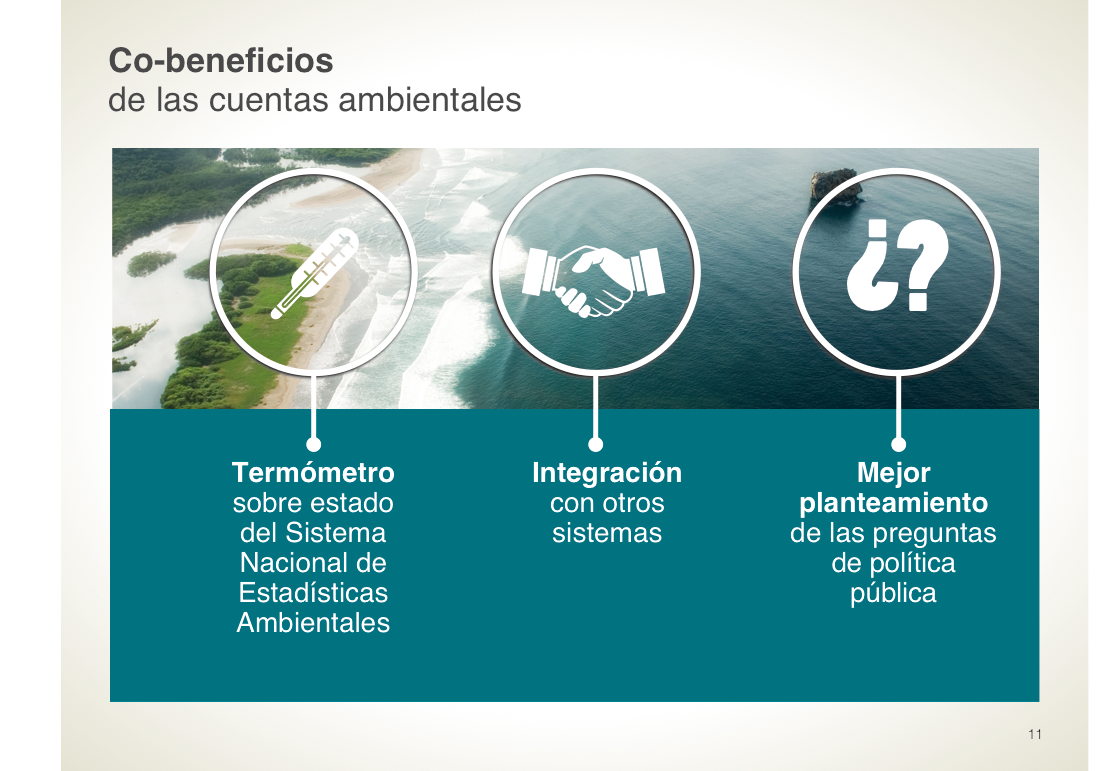 Co-beneficios
de las cuentas ambientales
¿?
Termómetro
sobre estado
del Sistema
Nacional de
Estadísticas
Ambientales
Integración
con otros
sistemas
Mejor
planteamiento
de las preguntas
de política
pública
11